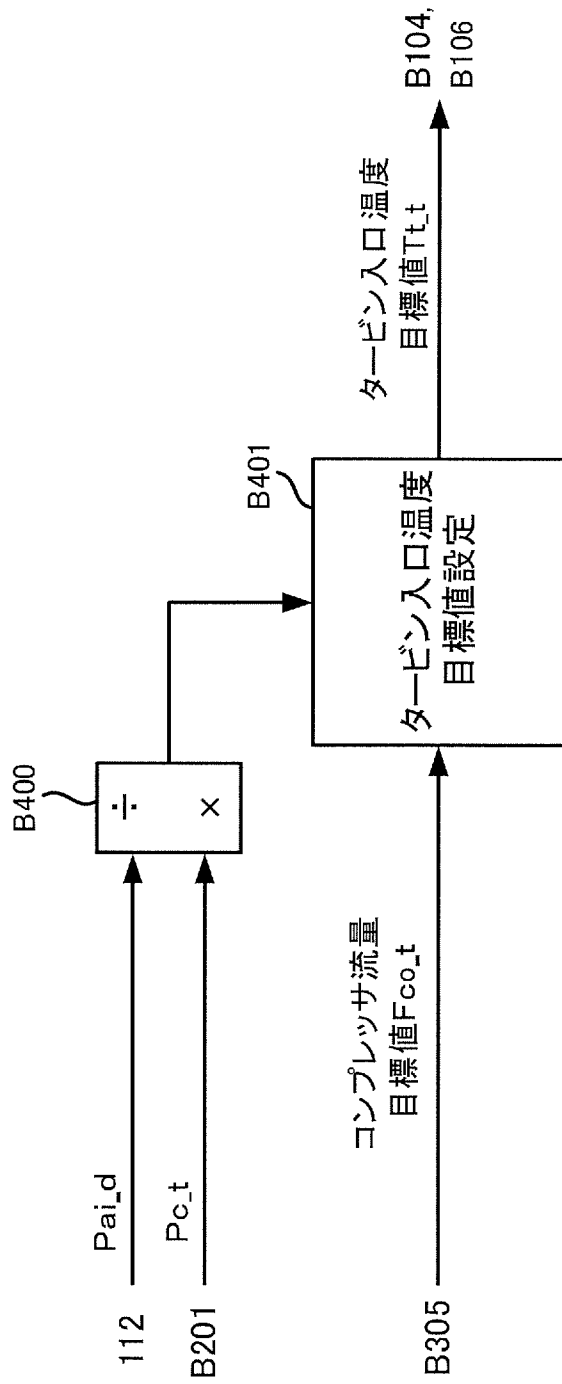 112
Pai_d
B201
Pc_t
B400
÷
×
B305
コンプレッサ流量
目標値Fco_t
B401
タービン入口温度
目標値設定
タービン入口温度
目標値Tt_t
B104,
B106